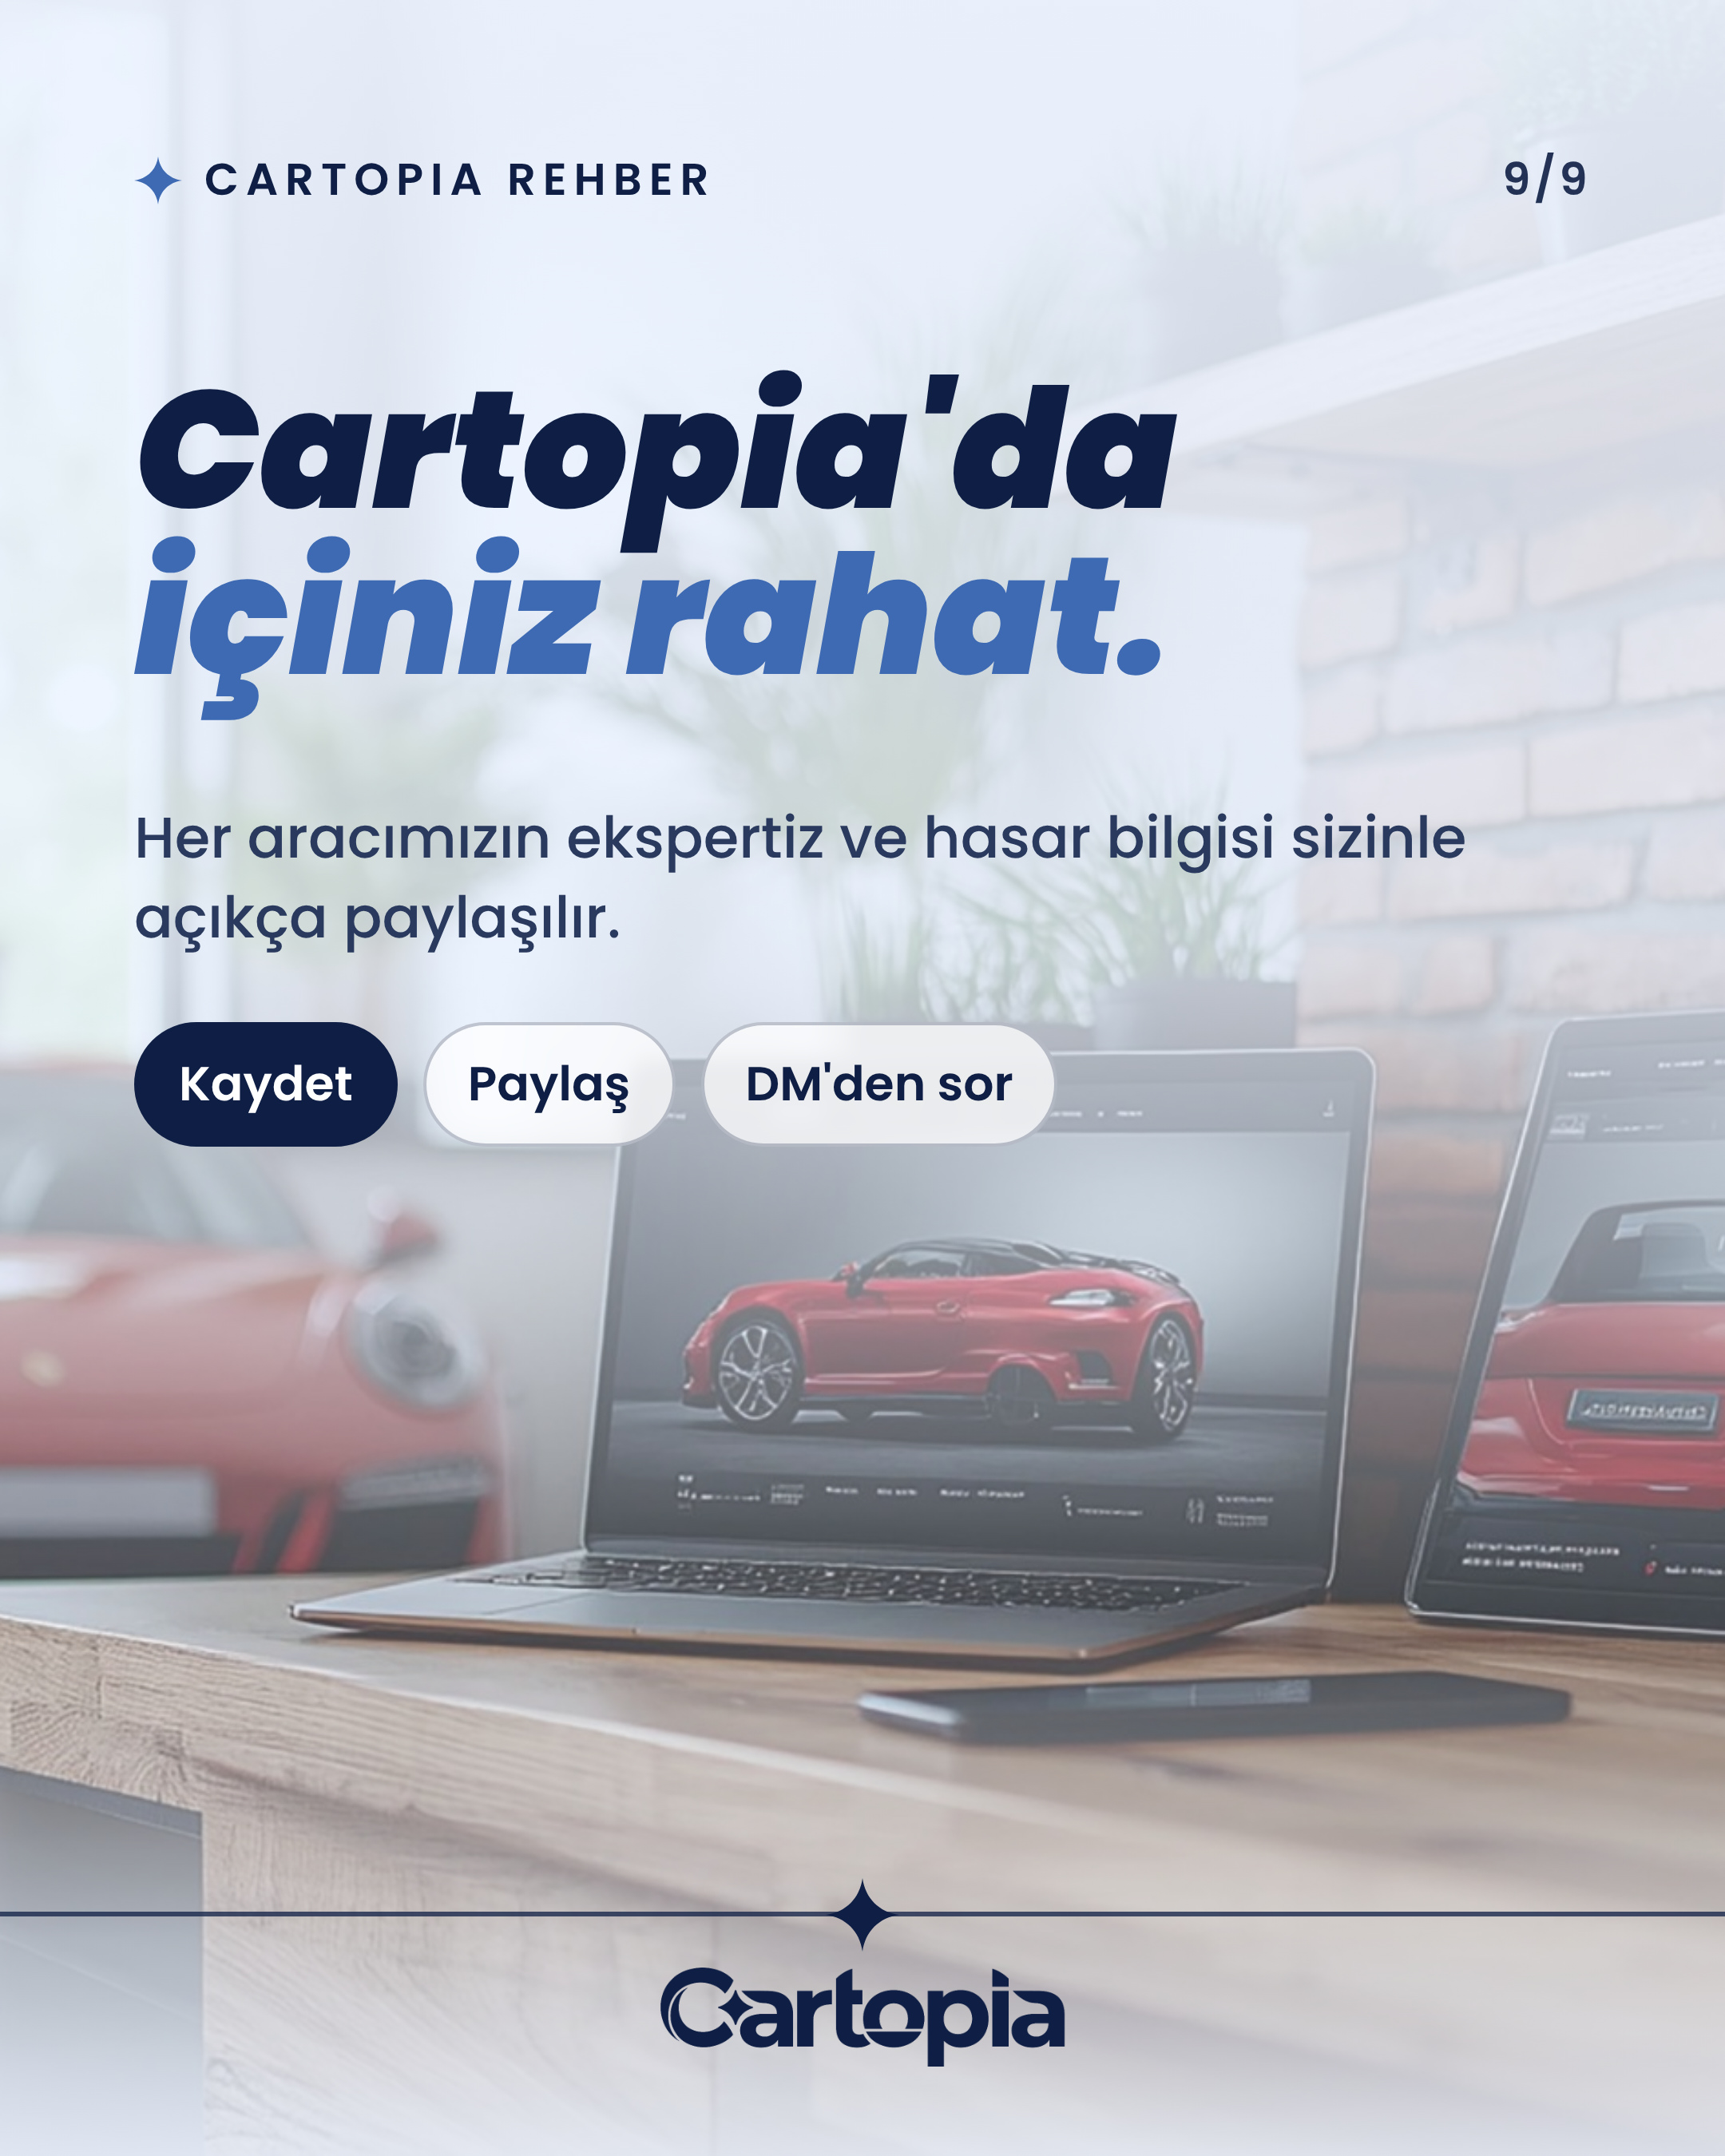 CARTOPIA REHBER
9/9
Cartopia'da
içiniz rahat.
Her aracımızın ekspertiz ve hasar bilgisi sizinle
açıkça paylaşılır.
Kaydet
Paylaş
DM'den sor
Cartopia